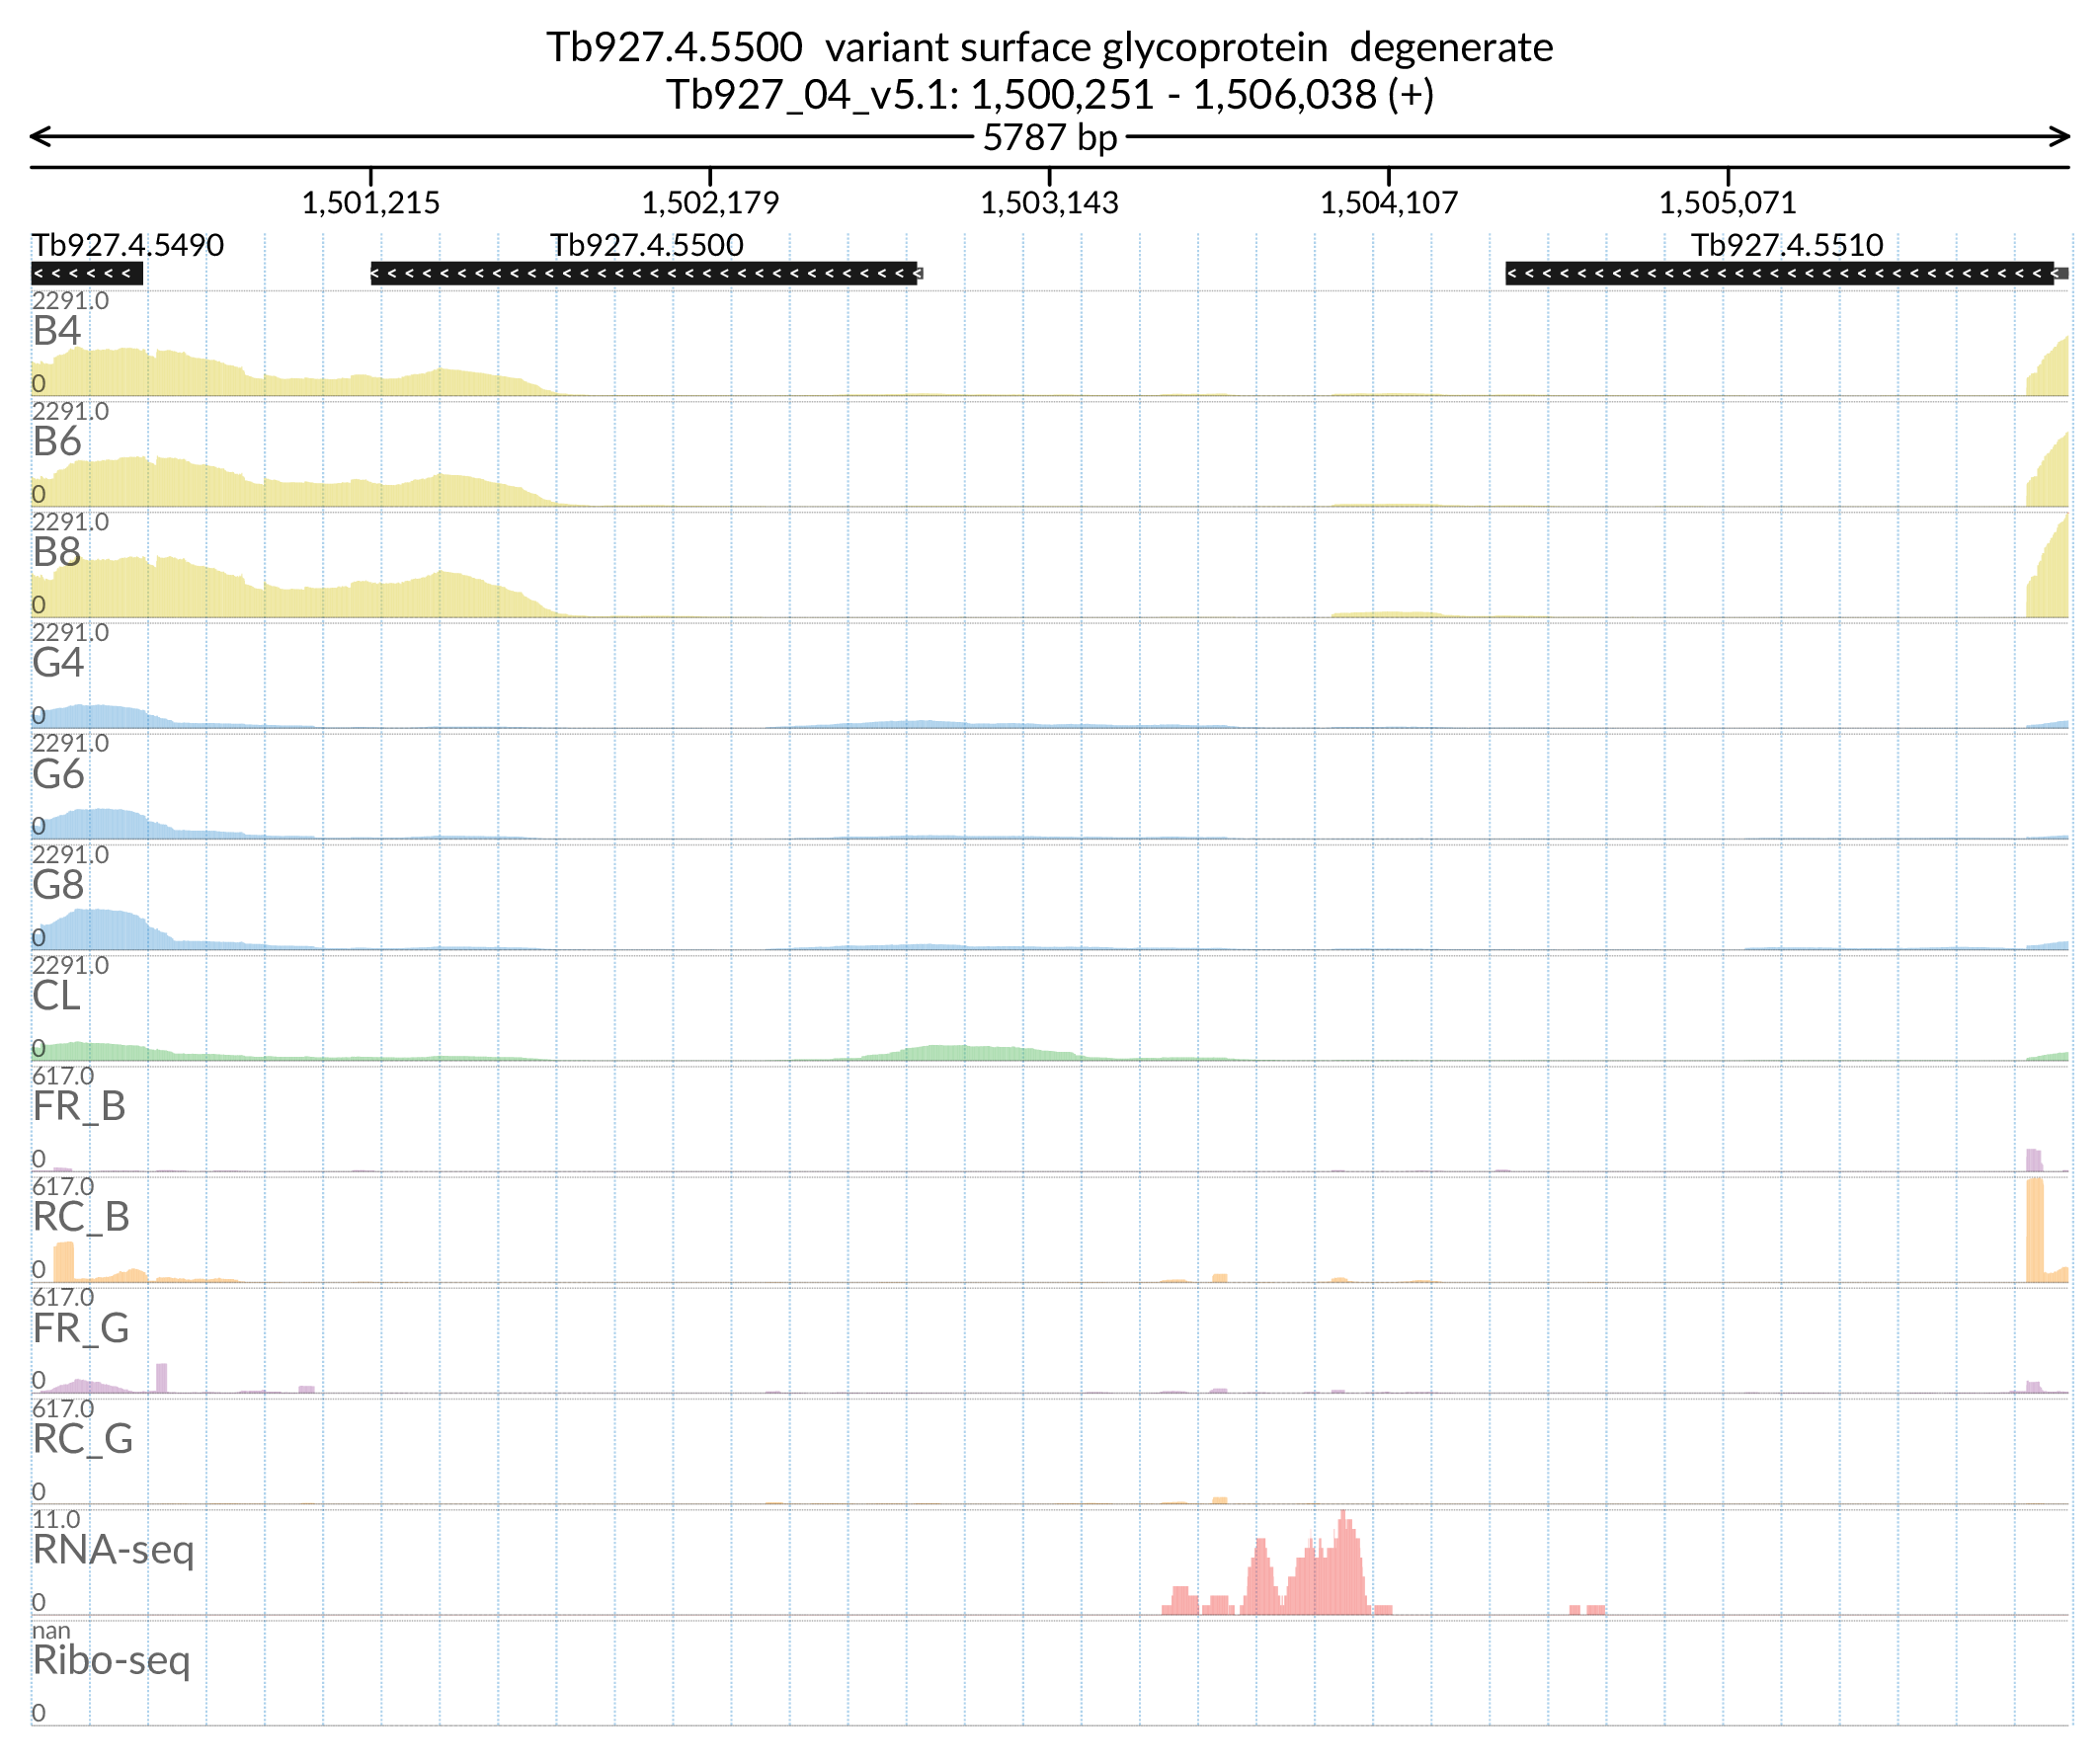 Tb927.4.5500  variant surface glycoprotein  degenerate
Tb927_04_v5.1: 1,500,251 - 1,506,038 (+)
5787 bp
1,501,215 1,502,179 1,503,143 1,504,107 1,505,071
Tb927.4.5490 Tb927.4.5500 Tb927.4.5510
2291.0
B4
0
2291.0
B6
0
2291.0
B8
0
2291.0
G4
0
2291.0
G6
0
2291.0
G8
0
2291.0
CL
0
617.0
FR_B
0
617.0
RC_B
0
617.0
FR_G
0
617.0
RC_G
0
11.0
RNA-seq
0
nan
Ribo-seq
0